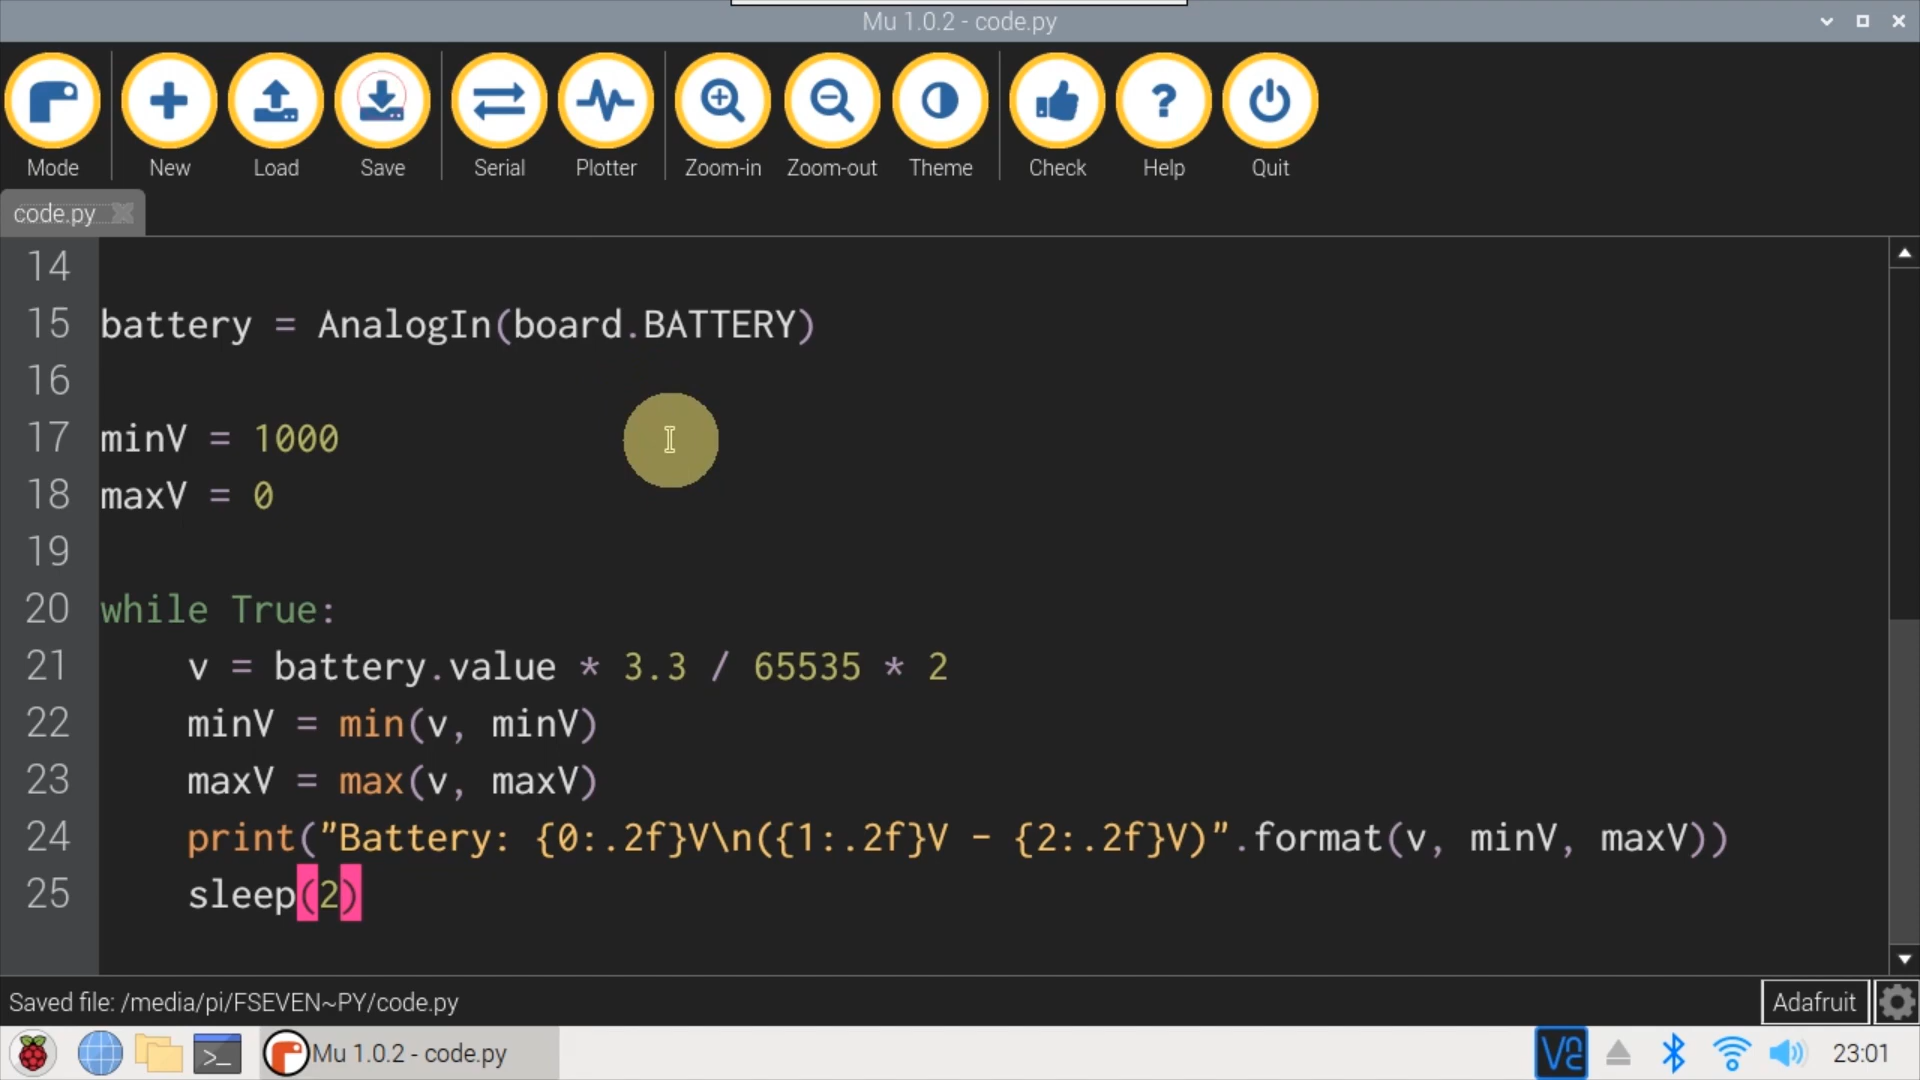 Mu 1.0.2 - code.py
Mode New Load Save Serial Plotter Zoom-in Zoom-out Theme Check Help Quit
code.py
14
15 battery = AnalogIn(board.BATTERY)
16
17 minV = 1000
18 maxV = 0
19
20 while True:
21     v = battery.value * 3.3 / 65535 * 2
22     minV = min(v, minV)
23     maxV = max(v, maxV)
24     print("Battery: {0:.2f}V\n({1:.2f}V - {2:.2f}V)".format(v, minV, maxV))
25     sleep(2)
Saved file: /media/pi/FSEVEN~PY/code.py Adafruit
Mu 1.0.2 - code.py 23:01